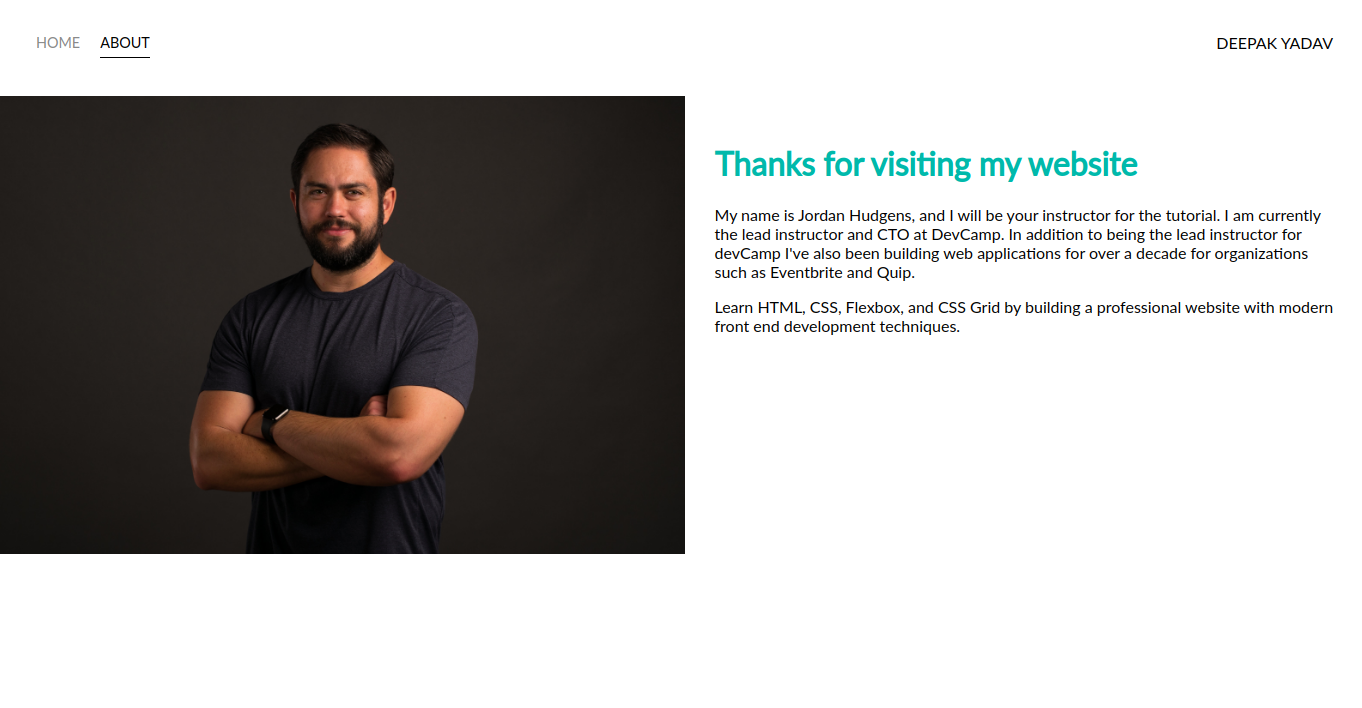 HOME ABOUT DEEPAK YADAV
Thanks for visiting my website
My name is Jordan Hudgens, and I will be your instructor for the tutorial. I am currently
the lead instructor and CTO at DevCamp. In addition to being the lead instructor for
devCamp I've also been building web applications for over a decade for organizations
such as Eventbrite and Quip.
Learn HTML, CSS, Flexbox, and CSS Grid by building a professional website with modern
front end development techniques.